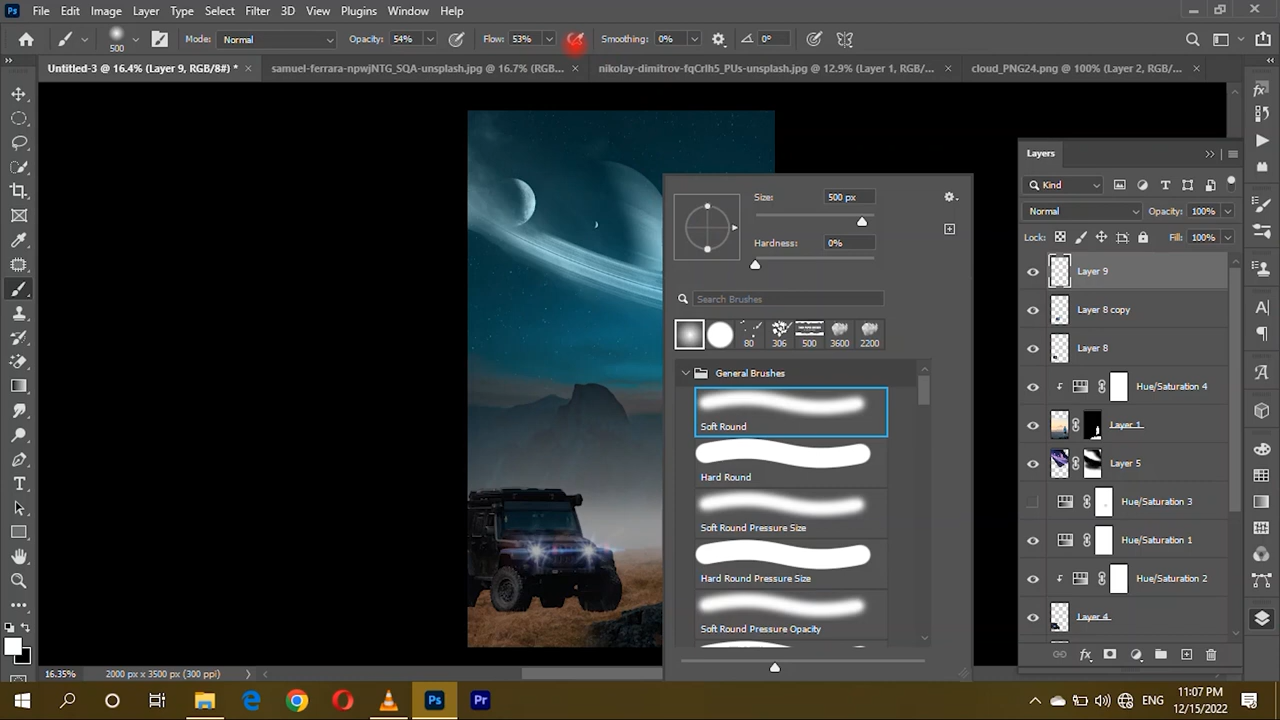 Ps File Edit Image Layer Type Select Filter 3D View Plugins Window Help
500 Mode: Normal Opacity: 54% Flow: 53% Smoothing: 0% 0°
Untitled-3 @ 16.4% (Layer 9, RGB/8#) * × samuel-ferrara-npwjNTG_SQA-unsplash.jpg @ 16.7% (RGB... × nikolay-dimitrov-fqCrlh5_PUs-unsplash.jpg @ 12.9% (Layer 1, RGB/... × cloud_PNG24.png @ 100% (Layer 2, RGB/... ×
Layers
Kind
Normal Opacity: 100%
Lock: Fill: 100%
Layer 9
Layer 8 copy
Layer 8
Hue/Saturation 4
Layer 1
Layer 5
Hue/Saturation 3
Hue/Saturation 1
Hue/Saturation 2
Layer 4
Size: 500 px
Hardness: 0%
Search Brushes
80 306 500 3600 2200
General Brushes
Soft Round
Hard Round
Soft Round Pressure Size
Hard Round Pressure Size
Soft Round Pressure Opacity
16.35% 2000 px x 3500 px (300 ppi)
Ps Pr ENG 11:07 PM
12/15/2022